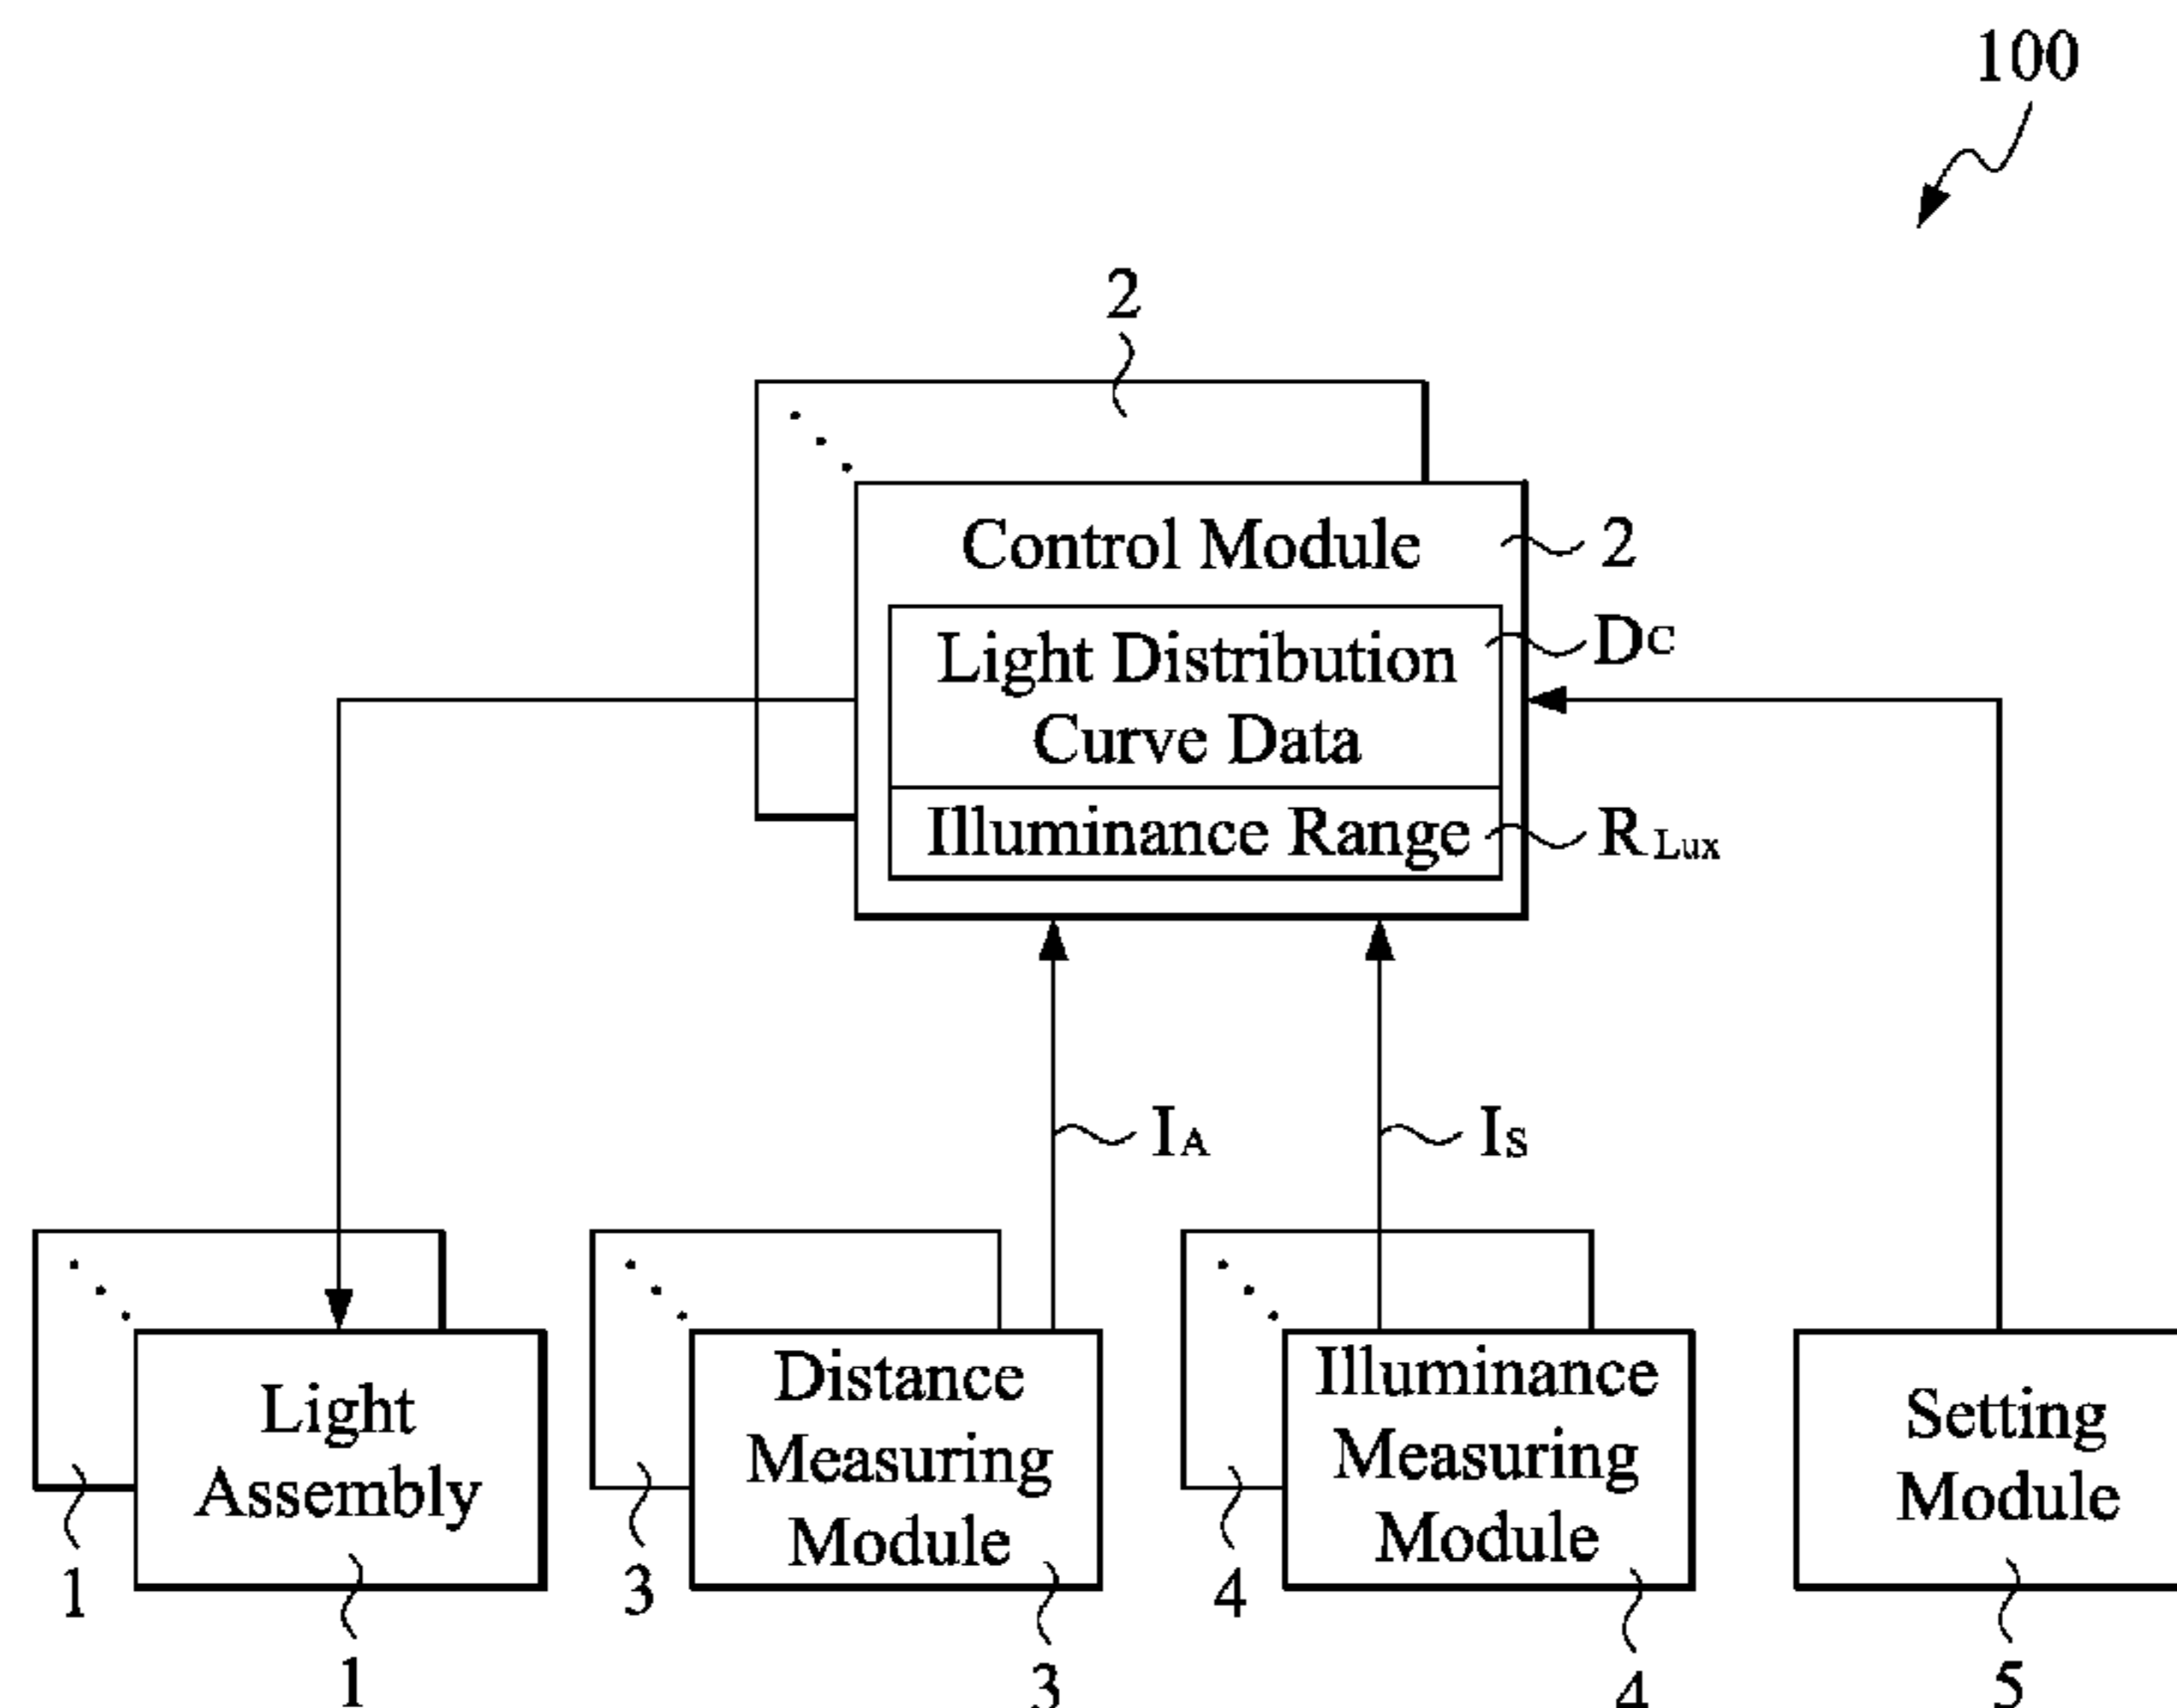 100
2
Control Module
2
Light Distribution
Curve Data
DC
Illuminance Range
RLux
IA
IS
Light
Assembly
Distance
Measuring
Module
Illuminance
Measuring
Module
Setting
Module
1
3
4
1
3
4
5